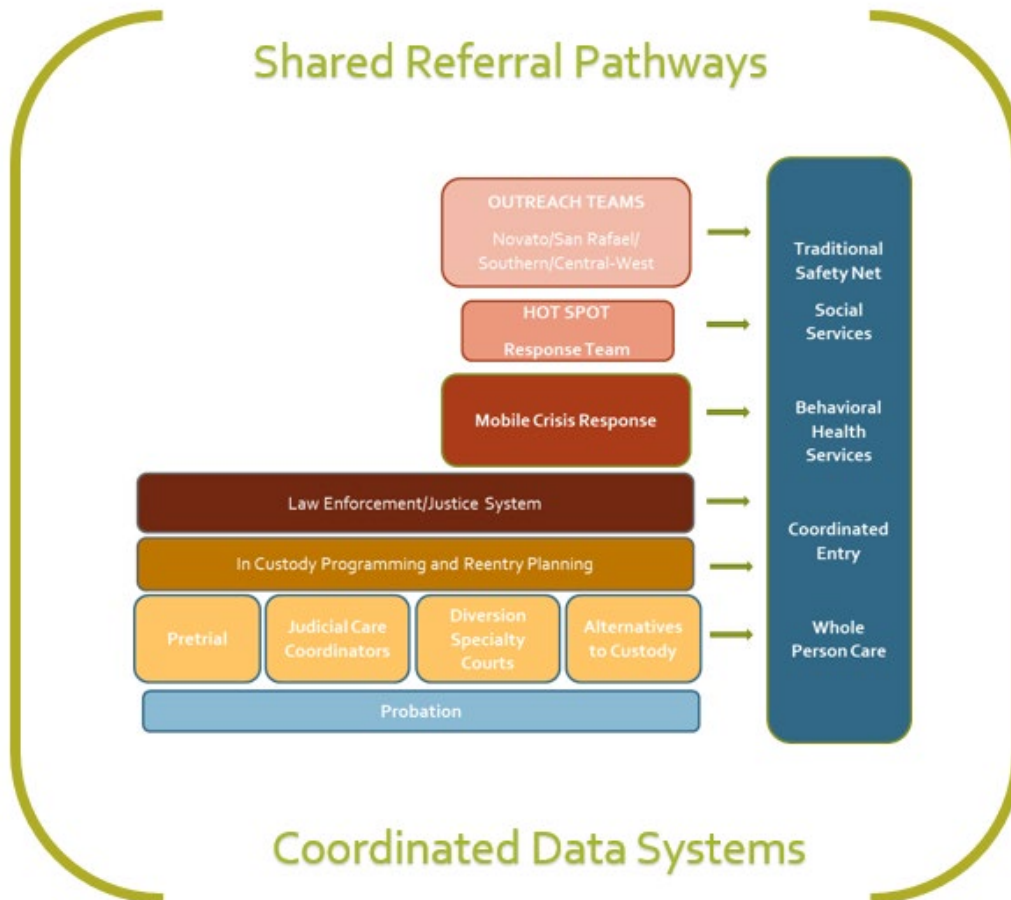 Shared Referral Pathways
OUTREACH TEAMS
Novato/San Rafael/
Southern/Central-West
HOT SPOT
Response Team
Mobile Crisis Response
Law Enforcement/Justice System
In Custody Programming and Reentry Planning
Pretrial
Judicial Care
Coordinators
Diversion
Specialty
Courts
Alternatives
to Custody
Probation
Traditional
Safety Net
Social
Services
Behavioral
Health
Services
Coordinated
Entry
Whole
Person Care
Coordinated Data Systems